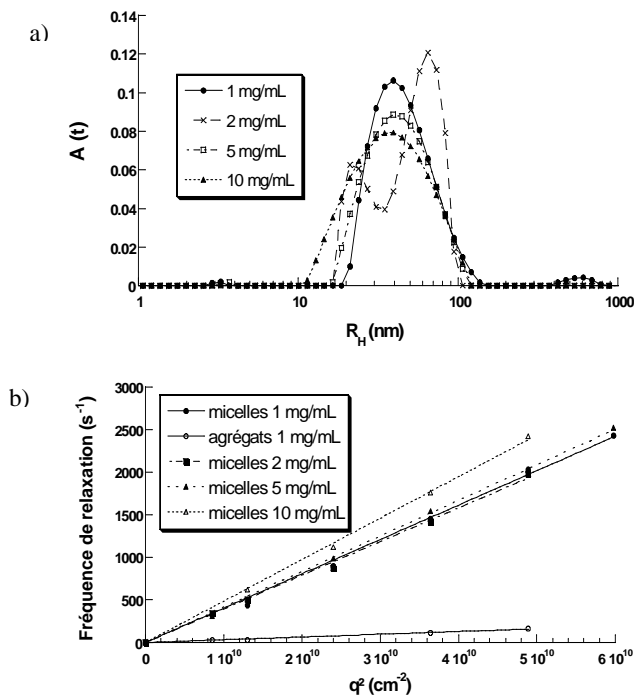 a)
A (t)
0.14
0.12
0.1
0.08
0.06
0.04
0.02
0
1 mg/mL
2 mg/mL
5 mg/mL
10 mg/mL
1
10
100
1000
R_H (nm)
b)
Fréquence de relaxation (s⁻¹)
3000
2500
2000
1500
1000
500
0
micelles 1 mg/mL
agrégats 1 mg/mL
micelles 2 mg/mL
micelles 5 mg/mL
micelles 10 mg/mL
0
1 10¹⁰
2 10¹⁰
3 10¹⁰
4 10¹⁰
5 10¹⁰
6 10¹⁰
q² (cm⁻²)